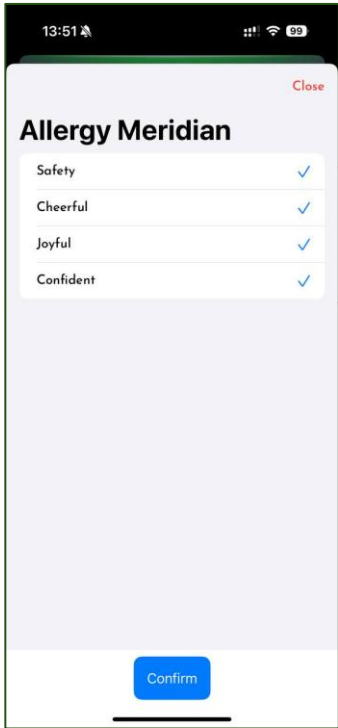 13:51
99
Close
Allergy Meridian
Safety
Cheerful
Joyful
Confident
Confirm